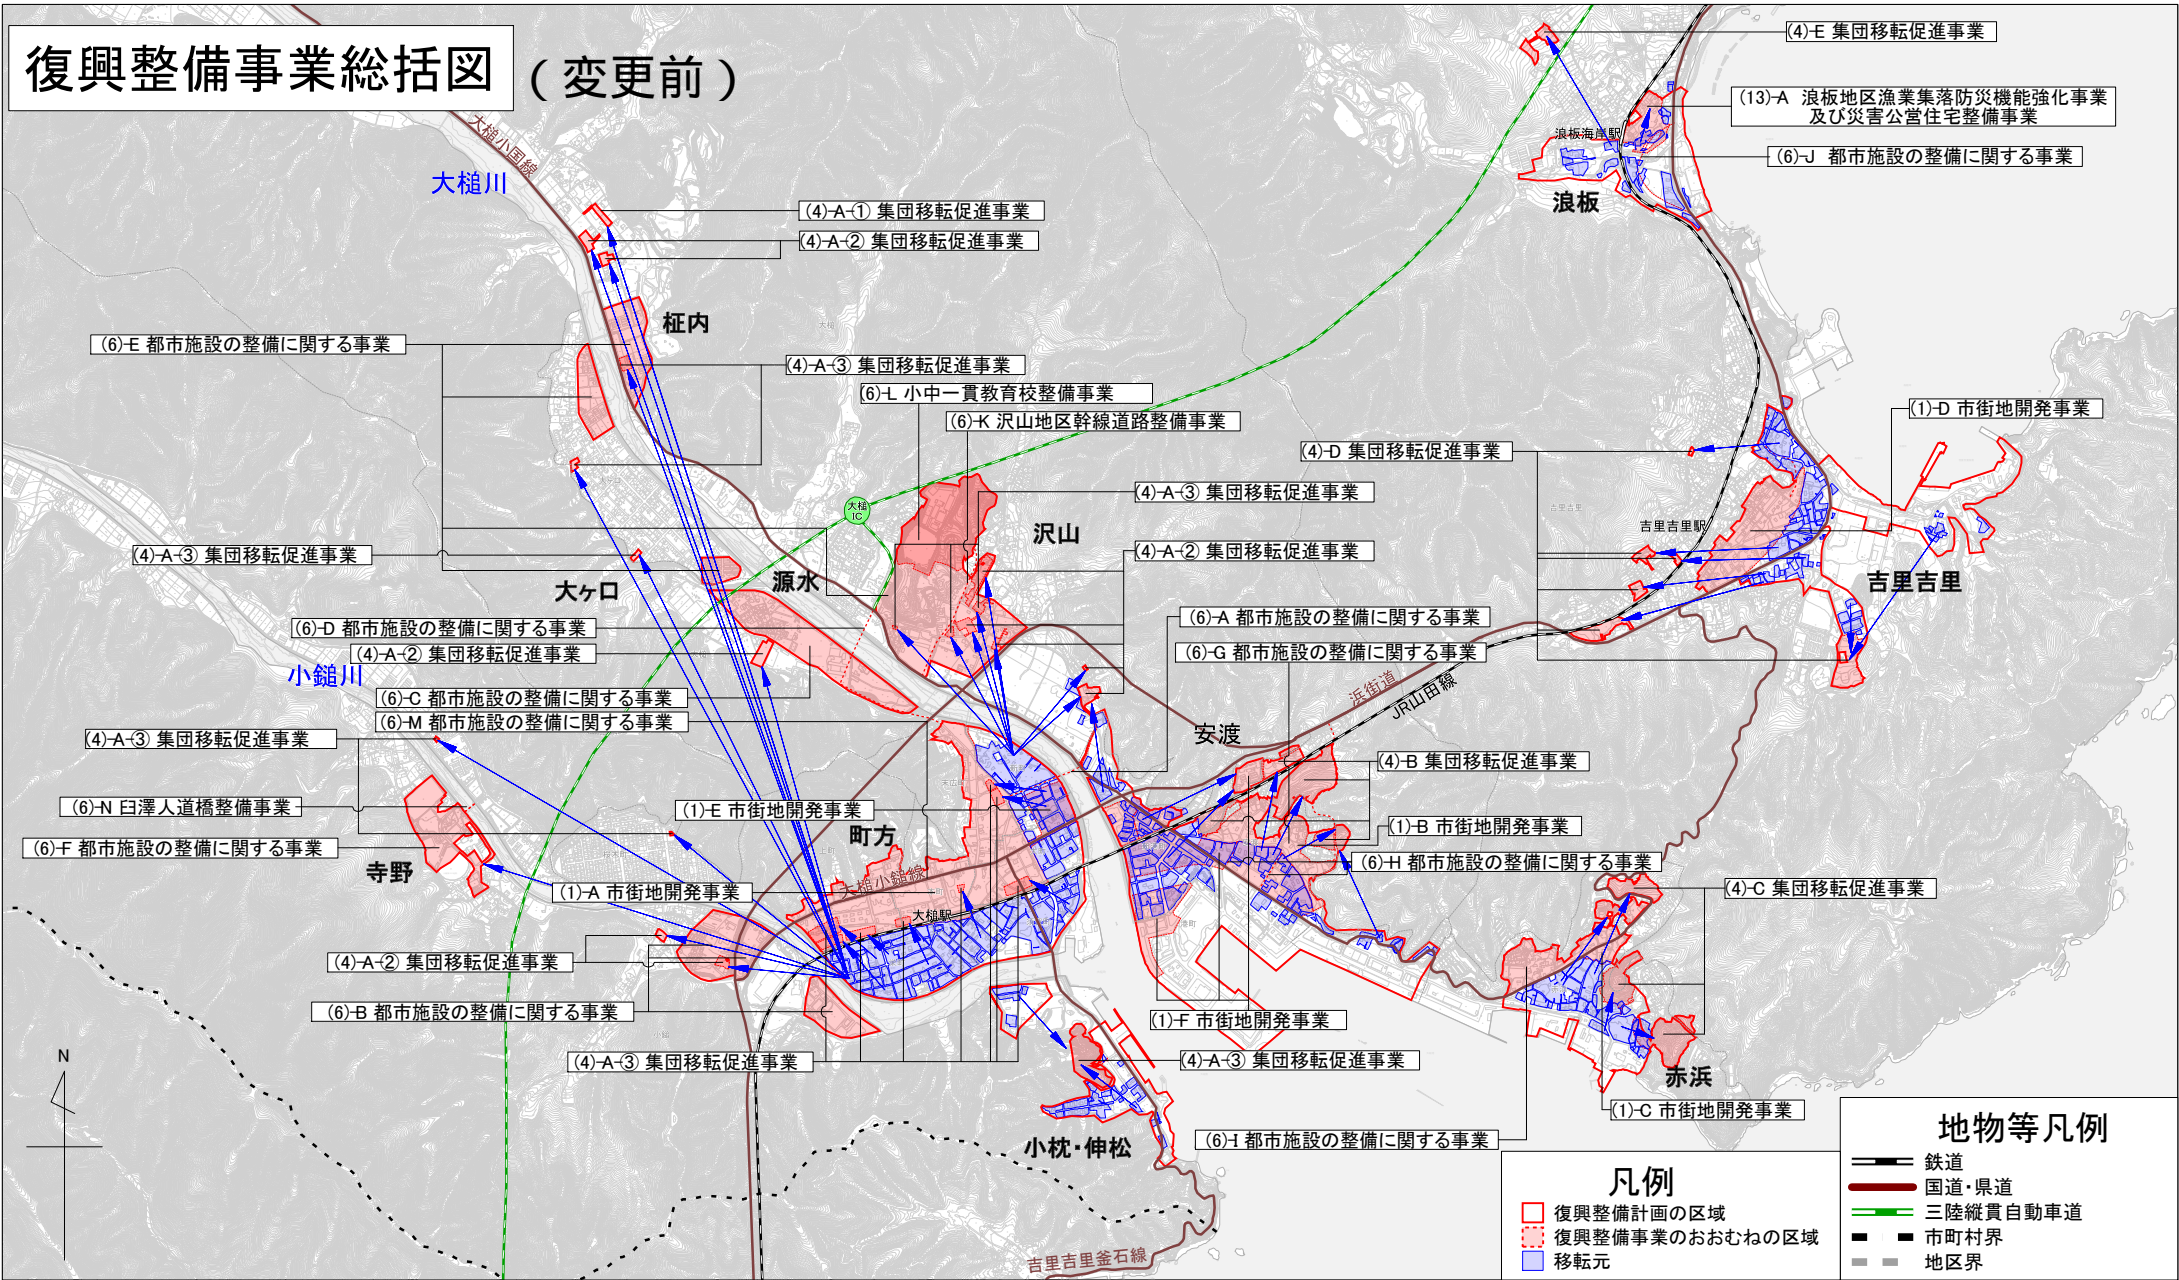 復興整備事業総括図（変更前）
(4)-E 集団移転促進事業
(13)-A 浪板地区漁業集落防災機能強化事業
及び災害公営住宅整備事業
浪板海岸駅
(6)-J 都市施設の整備に関する事業
浪板
大槌小国線
大槌川
(4)-A-① 集団移転促進事業
(4)-A-② 集団移転促進事業
柾内
(6)-E 都市施設の整備に関する事業
(4)-A-③ 集団移転促進事業
(6)-L 小中一貫教育校整備事業
(6)-K 沢山地区幹線道路整備事業
(1)-D 市街地開発事業
(4)-D 集団移転促進事業
(4)-A-③ 集団移転促進事業
大槌
IC
沢山
吉里吉里駅
吉里吉里
(4)-A-③ 集団移転促進事業
(4)-A-② 集団移転促進事業
源水
大ヶ口
吉里吉里
(6)-A 都市施設の整備に関する事業
(6)-D 都市施設の整備に関する事業
(6)-G 都市施設の整備に関する事業
(4)-A-② 集団移転促進事業
小鎚川
(6)-C 都市施設の整備に関する事業
浜街道
JR山田線
(6)-M 都市施設の整備に関する事業
安渡
(4)-A-③ 集団移転促進事業
(4)-B 集団移転促進事業
(6)-N 臼澤人道橋整備事業
(1)-E 市街地開発事業
(1)-B 市街地開発事業
町方
(6)-F 都市施設の整備に関する事業
(6)-H 都市施設の整備に関する事業
寺野
大槌小鎚線
(1)-A 市街地開発事業
(4)-C 集団移転促進事業
大槌駅
(4)-A-② 集団移転促進事業
(6)-B 都市施設の整備に関する事業
(1)-F 市街地開発事業
(4)-A-③ 集団移転促進事業
(4)-A-③ 集団移転促進事業
赤浜
(1)-C 市街地開発事業
小枕・伸松
(6)-I 都市施設の整備に関する事業
吉里吉里釜石線
N
凡例
復興整備計画の区域
復興整備事業のおおむねの区域
移転元
地物等凡例
鉄道
国道・県道
三陸縦貫自動車道
市町村界
地区界